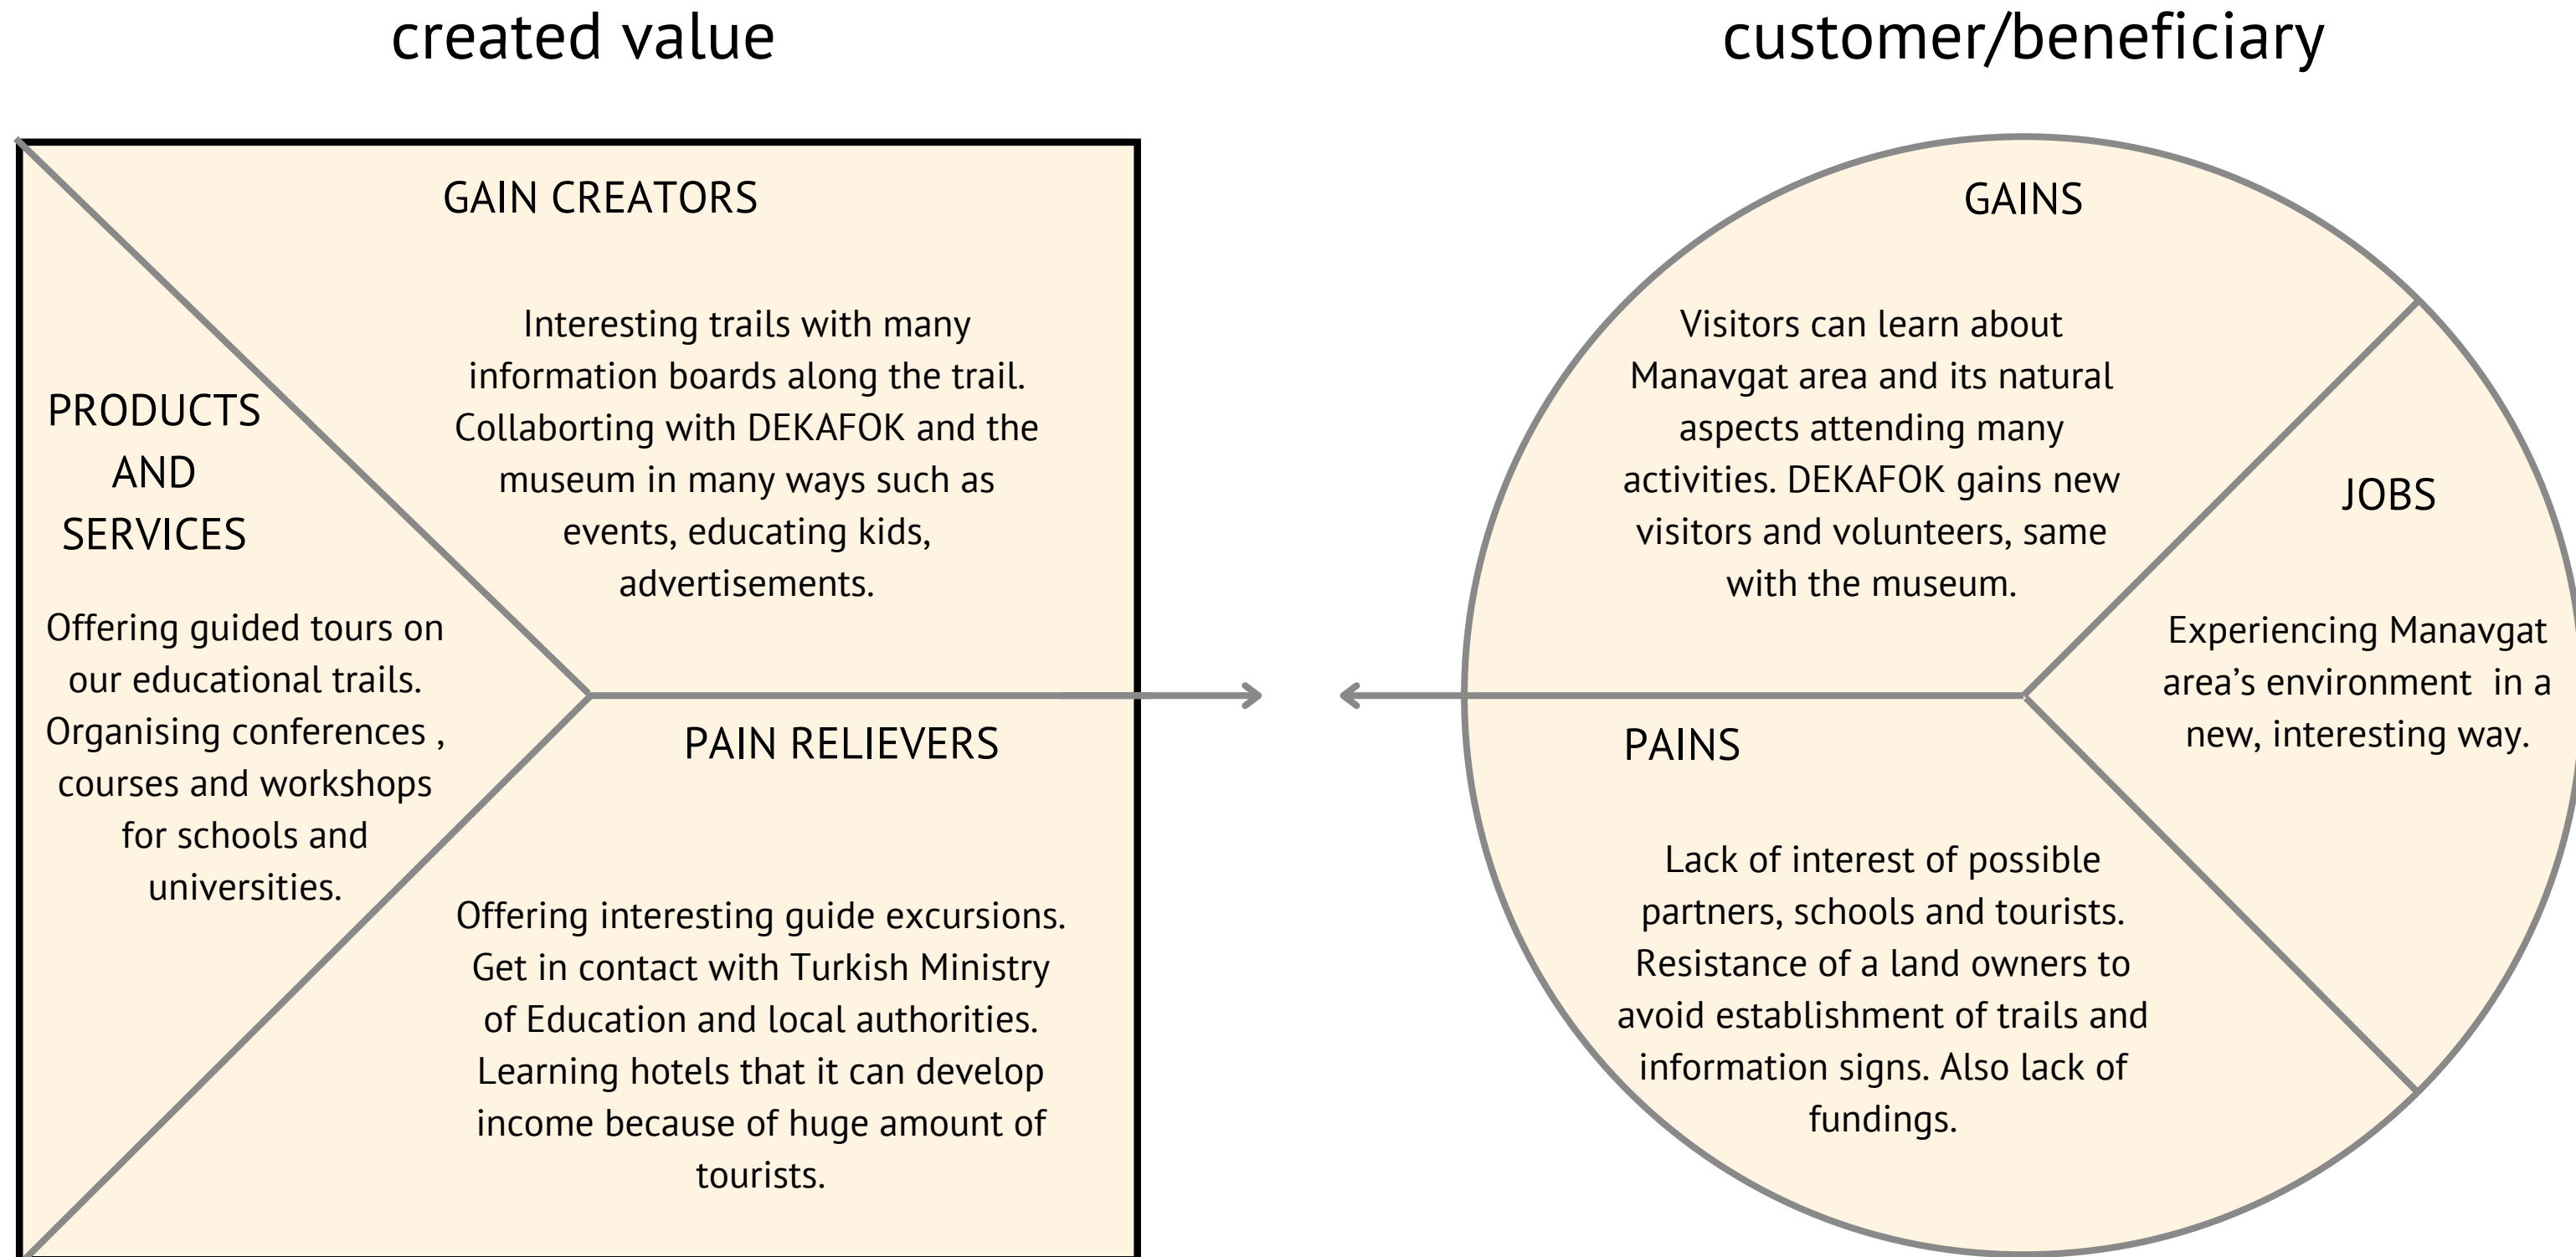 created value
GAIN CREATORS
Interesting trails with many
information boards along the trail.
Collaborting with DEKAFOK and the
museum in many ways such as
events, educating kids,
advertisements.
PRODUCTS
AND
SERVICES
Offering guided tours on
our educational trails.
Organising conferences ,
courses and workshops
for schools and
universities.
PAIN RELIEVERS
Offering interesting guide excursions.
Get in contact with Turkish Ministry
of Education and local authorities.
Learning hotels that it can develop
income because of huge amount of
tourists.
customer/beneficiary
GAINS
Visitors can learn about
Manavgat area and its natural
aspects attending many
activities. DEKAFOK gains new
visitors and volunteers, same
with the museum.
JOBS
Experiencing Manavgat
area’s environment  in a
new, interesting way.
PAINS
Lack of interest of possible
partners, schools and tourists.
Resistance of a land owners to
avoid establishment of trails and
information signs. Also lack of
fundings.